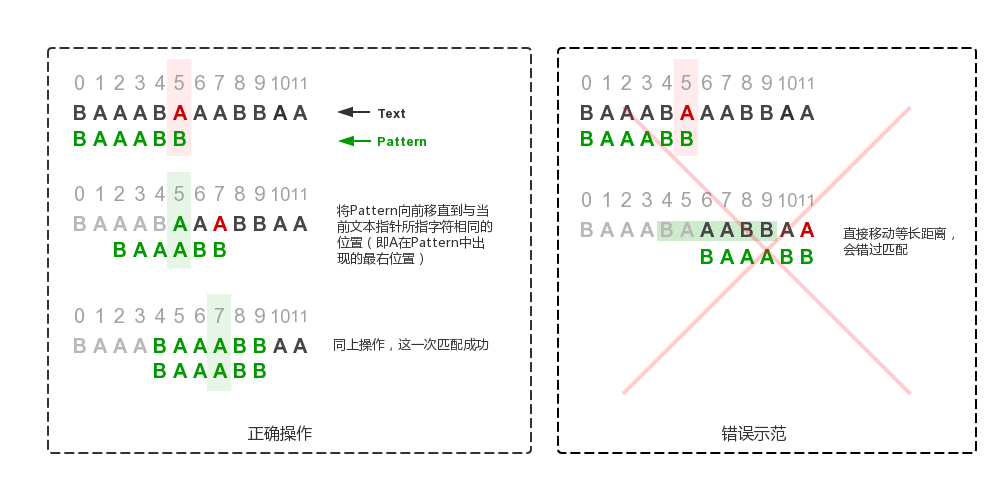 0 1 2 3 4 5 6 7 8 9 10 11
B A A A B A A A B B A A
Text
B A A A B B
Pattern
0 1 2 3 4 5 6 7 8 9 10 11
B A A A B A A A B B A A
B A A A B B
将Pattern向前移直到与当
前文本指针所指字符相同的
位置（即A在Pattern中出
现的最右位置）
0 1 2 3 4 5 6 7 8 9 10 11
B A A A B A A A B B A A
B A A A B B
同上操作，这一次匹配成功
正确操作
0 1 2 3 4 5 6 7 8 9 10 11
B A A A B A A A B B A A
B A A A B B
0 1 2 3 4 5 6 7 8 9 10 11
B A A A B A A A B B A A
B A A A B B
直接移动等长距离，
会错过匹配
错误示范